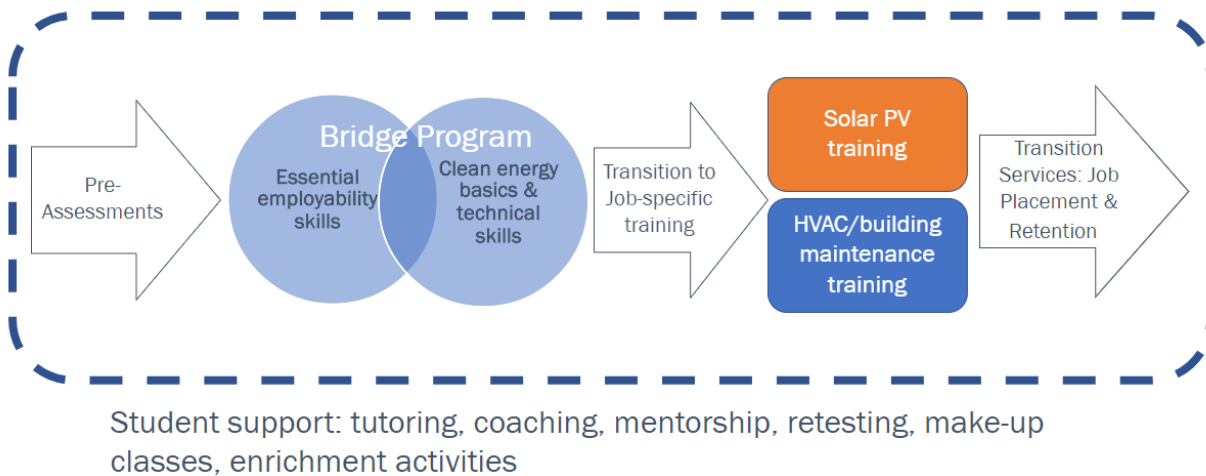 Pre-
Assessments
Bridge Program
Essential
employability
skills
Clean energy
basics &
technical
skills
Transition to
Job-specific
training
Solar PV
training
HVAC/building
maintenance
training
Transition
Services: Job
Placement &
Retention
Student support: tutoring, coaching, mentorship, retesting, make-up
classes, enrichment activities